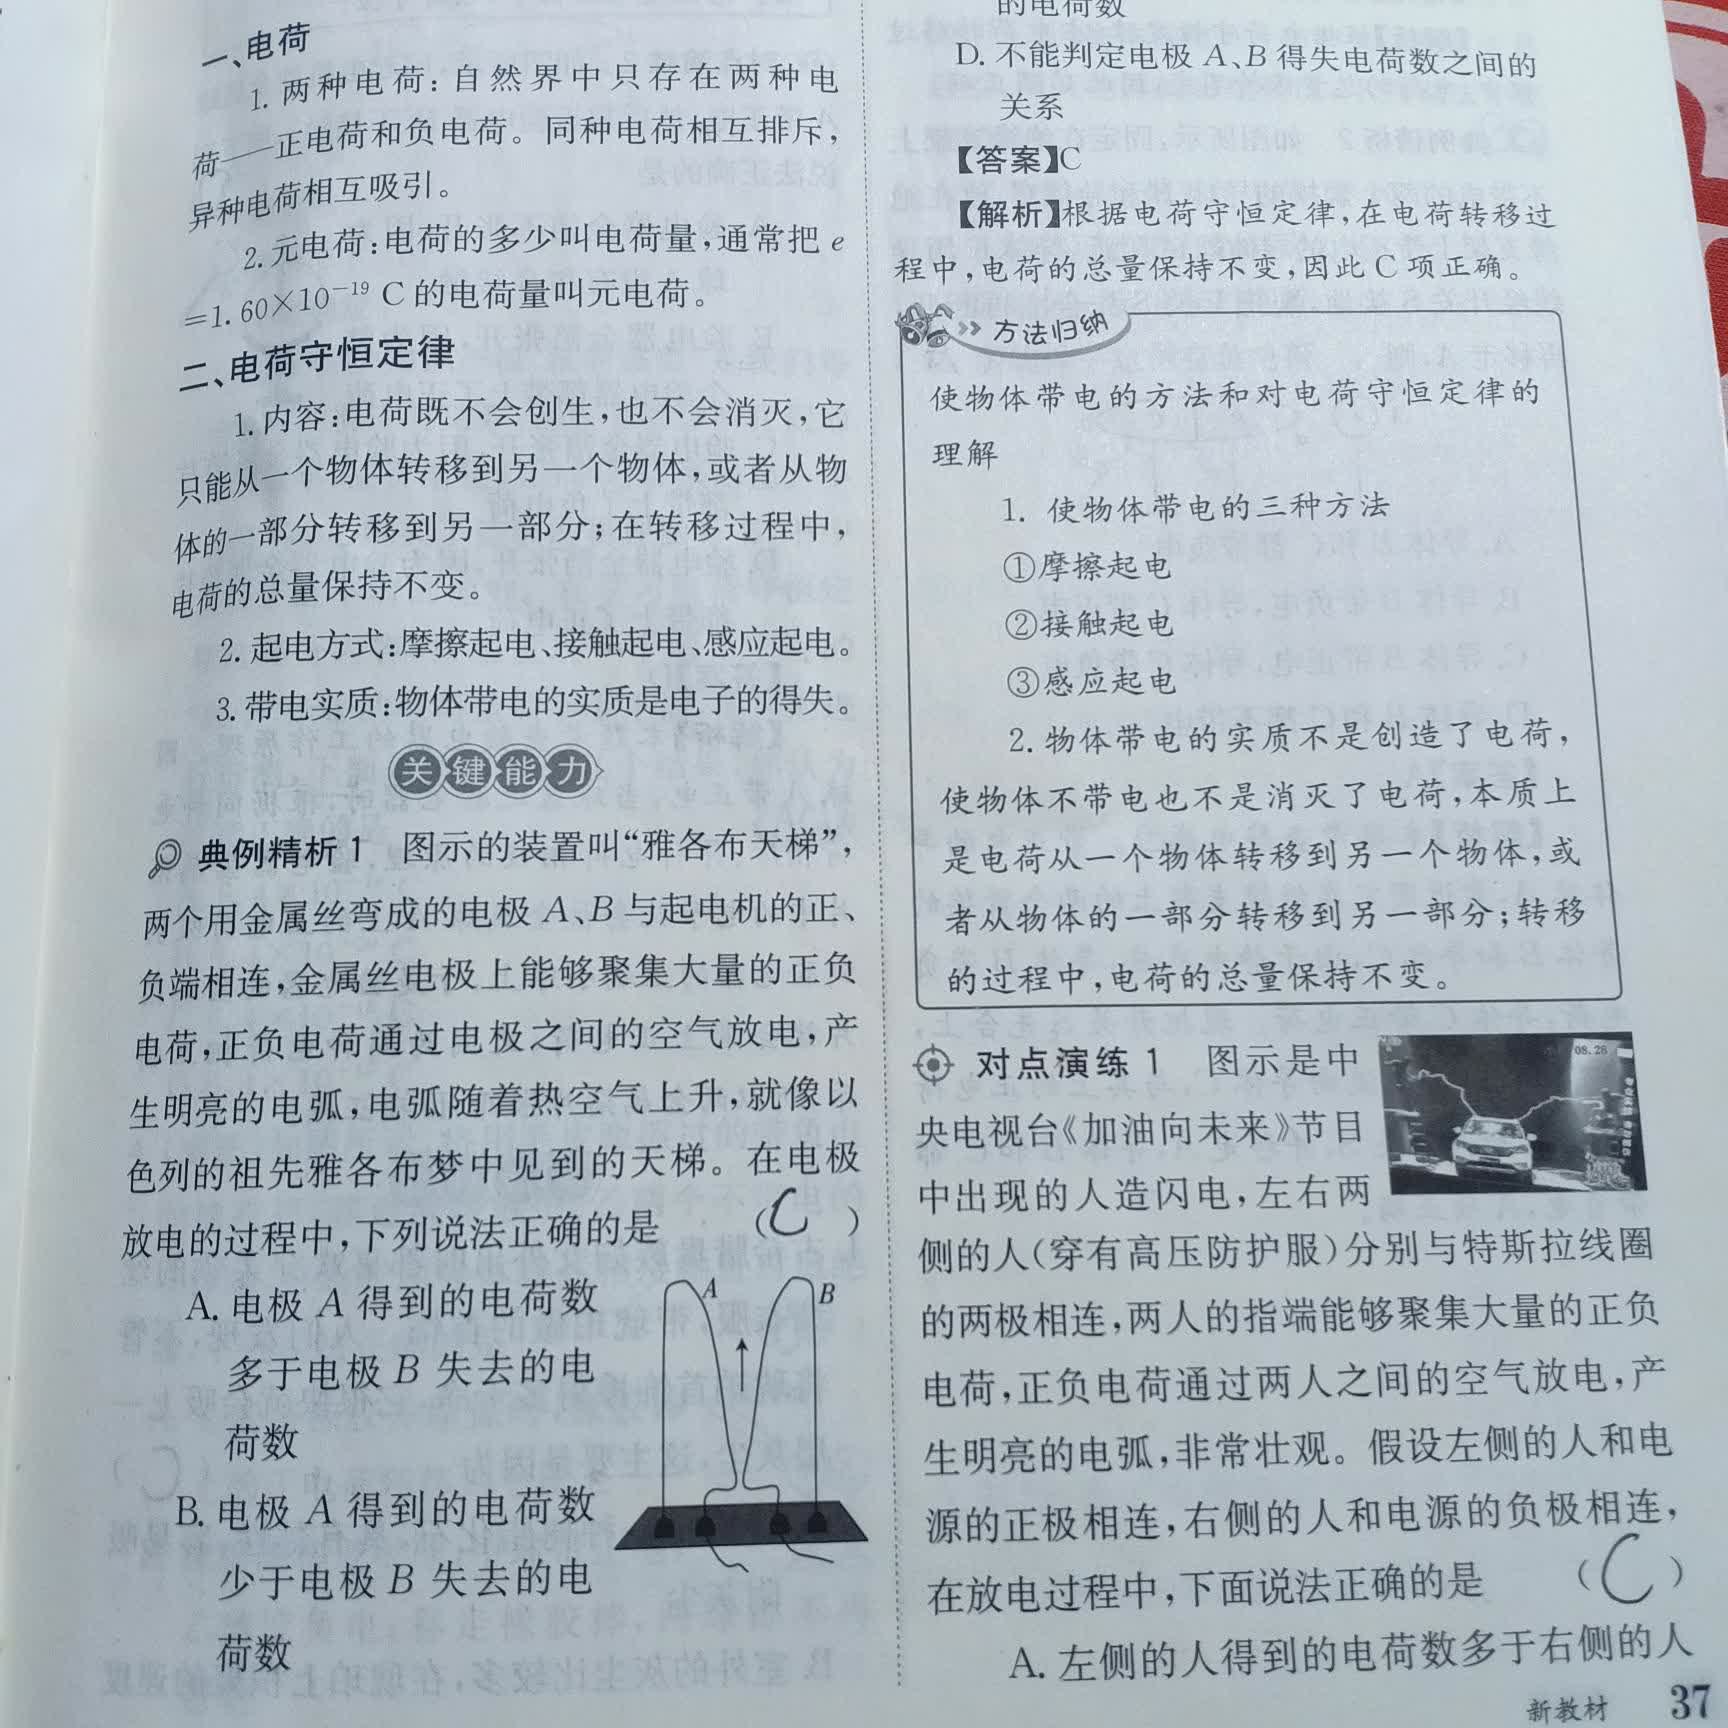 一、电荷
1. 两种电荷:自然界中只存在两种电
荷——正电荷和负电荷。同种电荷相互排斥,
异种电荷相互吸引。
2. 元电荷:电荷的多少叫电荷量,通常把 e
=1.60×10⁻¹⁹ C 的电荷量叫元电荷。
二、电荷守恒定律
1. 内容:电荷既不会创生,也不会消灭,它
只能从一个物体转移到另一个物体,或者从物
体的一部分转移到另一部分;在转移过程中,
电荷的总量保持不变。
2. 起电方式:摩擦起电、接触起电、感应起电。
3. 带电实质:物体带电的实质是电子的得失。
关键能力
典例精析 1 图示的装置叫“雅各布天梯”,
两个用金属丝弯成的电极 A、B 与起电机的正、
负端相连,金属丝电极上能够聚集大量的正负
电荷,正负电荷通过电极之间的空气放电,产
生明亮的电弧,电弧随着热空气上升,就像以
色列的祖先雅各布梦中见到的天梯。在电极
放电的过程中,下列说法正确的是 (C)
A. 电极 A 得到的电荷数
多于电极 B 失去的电
荷数
B. 电极 A 得到的电荷数
少于电极 B 失去的电
荷数
A
B
的电荷数
D. 不能判定电极 A、B 得失电荷数之间的
关系
【答案】C
【解析】根据电荷守恒定律,在电荷转移过
程中,电荷的总量保持不变,因此 C 项正确。
方法归纳
使物体带电的方法和对电荷守恒定律的
理解
1. 使物体带电的三种方法
①摩擦起电
②接触起电
③感应起电
2. 物体带电的实质不是创造了电荷,
使物体不带电也不是消灭了电荷,本质上
是电荷从一个物体转移到另一个物体,或
者从物体的一部分转移到另一部分;转移
的过程中,电荷的总量保持不变。
对点演练 1 图示是中
央电视台《加油向未来》节目
中出现的人造闪电,左右两
侧的人(穿有高压防护服)分别与特斯拉线圈
的两极相连,两人的指端能够聚集大量的正负
电荷,正负电荷通过两人之间的空气放电,产
生明亮的电弧,非常壮观。假设左侧的人和电
源的正极相连,右侧的人和电源的负极相连,
在放电过程中,下面说法正确的是 (C)
A. 左侧的人得到的电荷数多于右侧的人
08.28
新教材 37